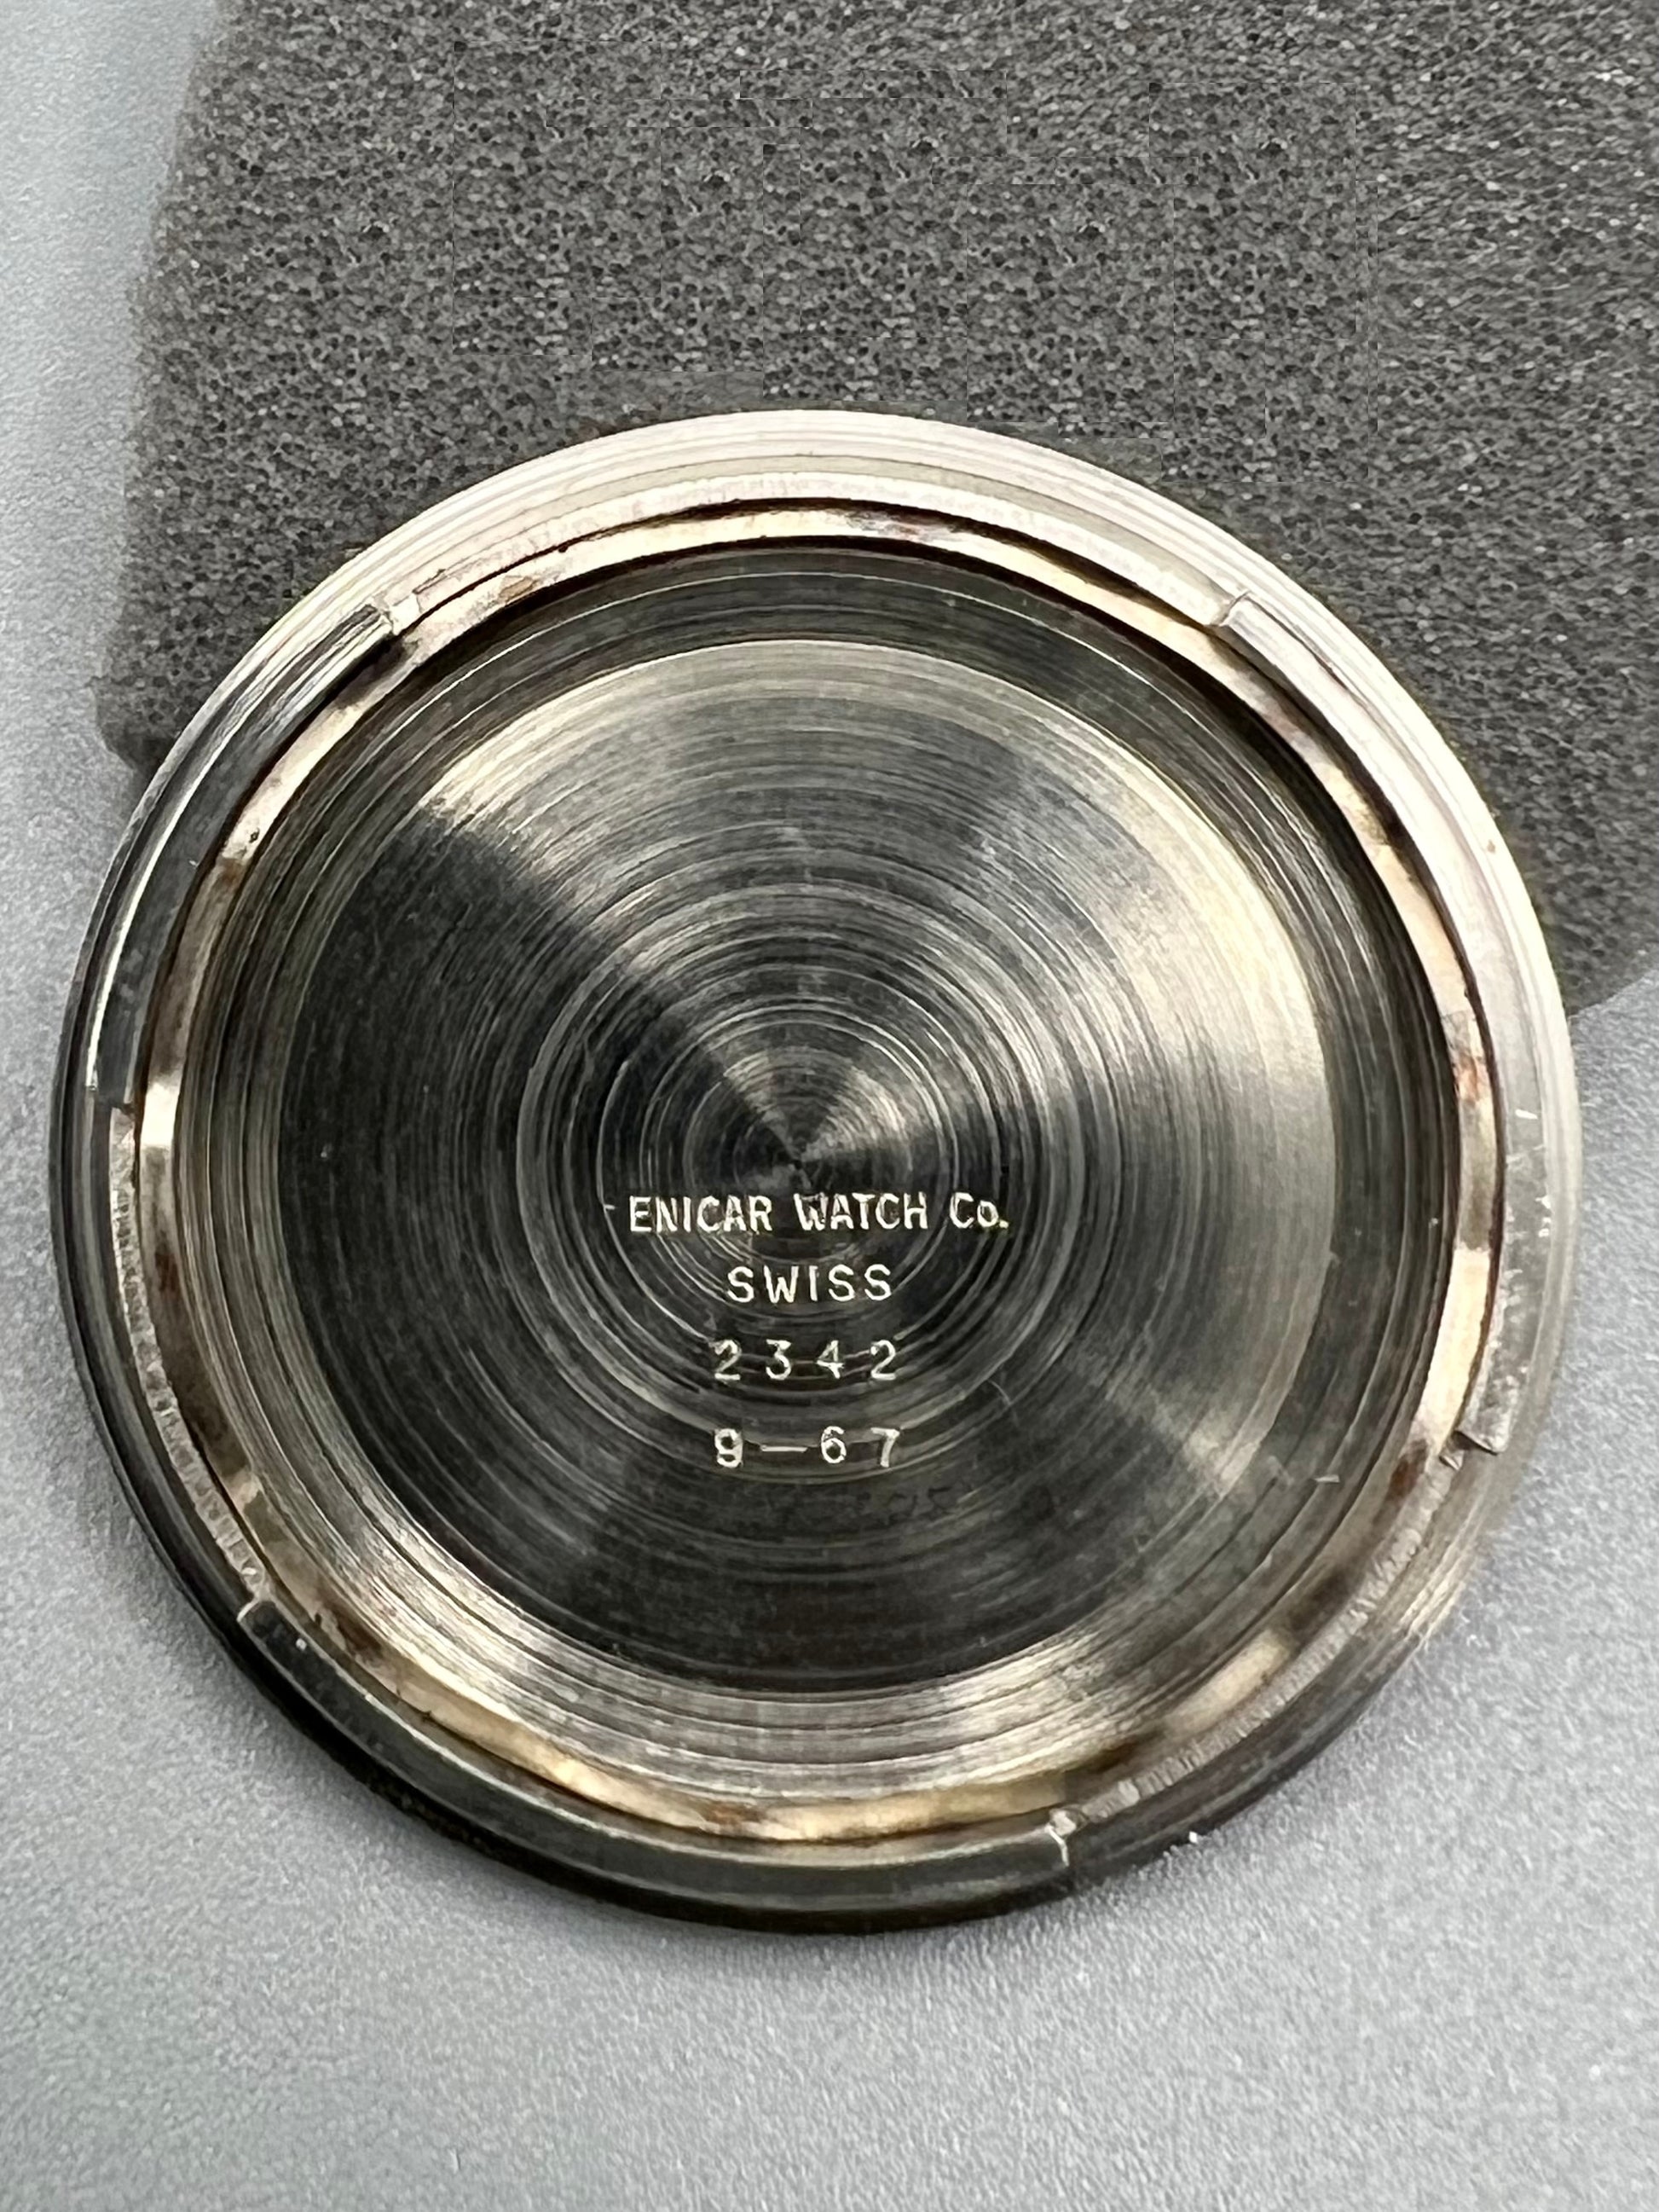 ENICAR WATCH Co.
SWISS
2342
9-67